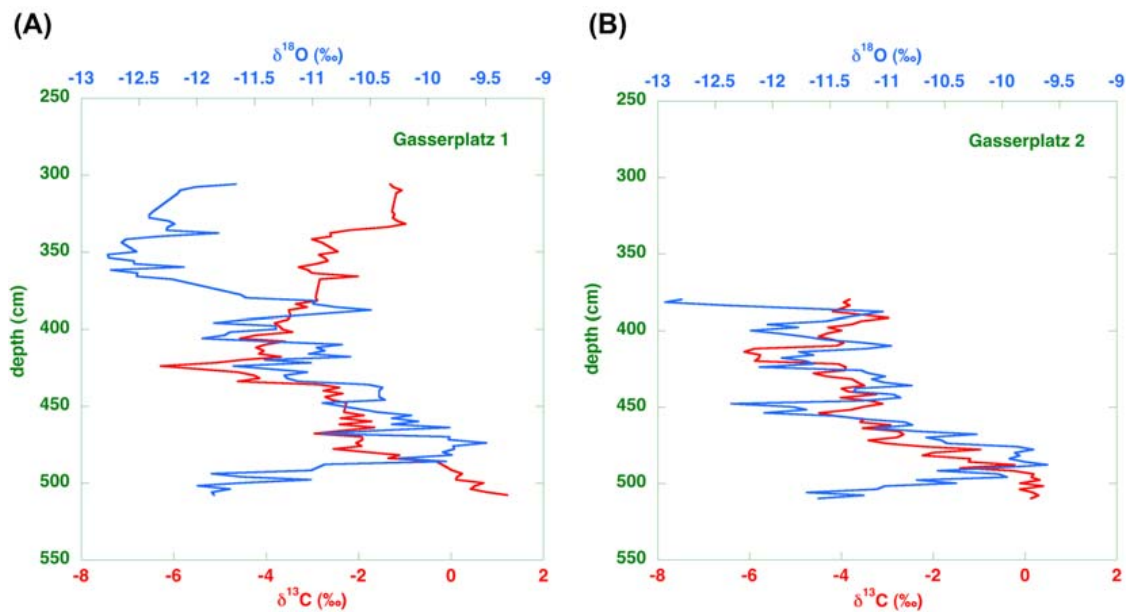 (A)
δ18O (‰)
-13 -12.5 -12 -11.5 -11 -10.5 -10 -9.5 -9
250
300
350
400
450
500
550
depth (cm)
Gasserplatz 1
-8 -6 -4 -2 0 2
δ13C (‰)
(B)
δ18O (‰)
-13 -12.5 -12 -11.5 -11 -10.5 -10 -9.5 -9
250
300
350
400
450
500
550
depth (cm)
Gasserplatz 2
-8 -6 -4 -2 0 2
δ13C (‰)